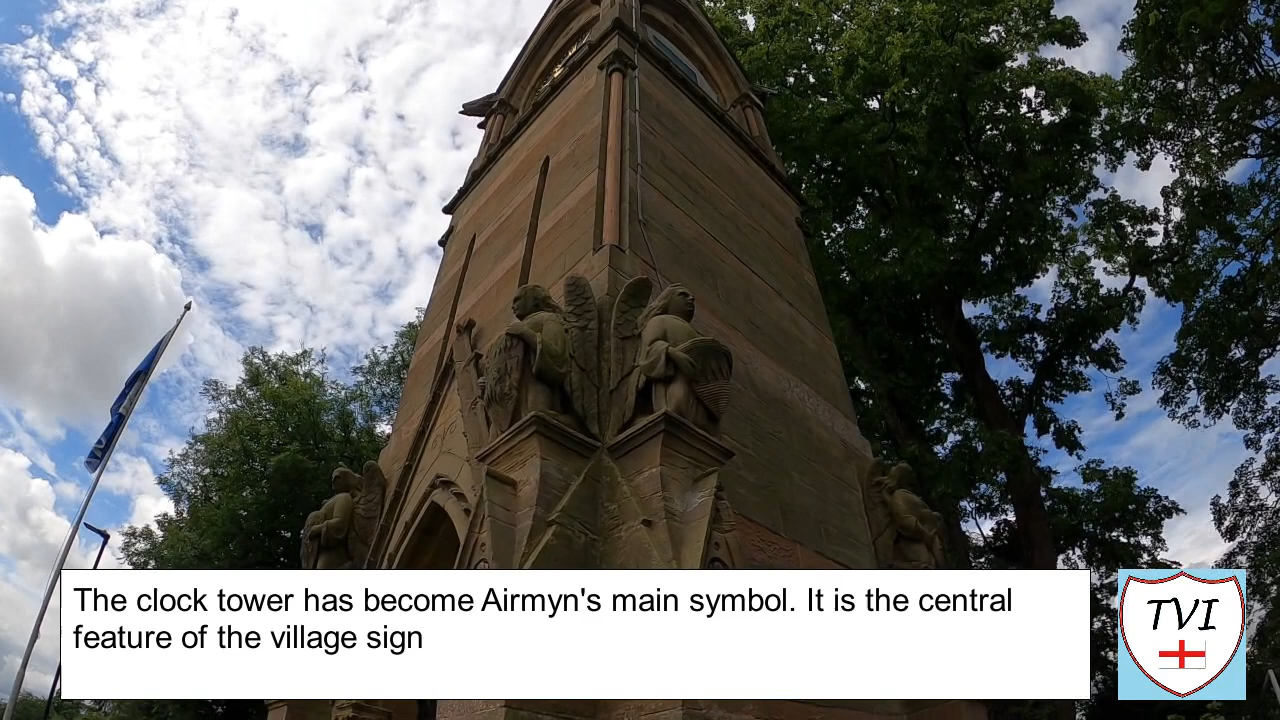 The clock tower has become Airmyn's main symbol. It is the central
feature of the village sign
TVI